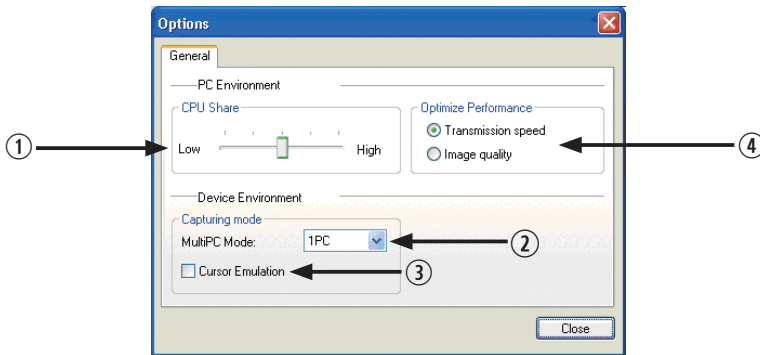 Options
General
PC Environment
CPU Share
Low
High
Optimize Performance
Transmission speed
Image quality
①
④
Device Environment
Capturing mode
MultiPC Mode:
1PC
②
Cursor Emulation
③
Close